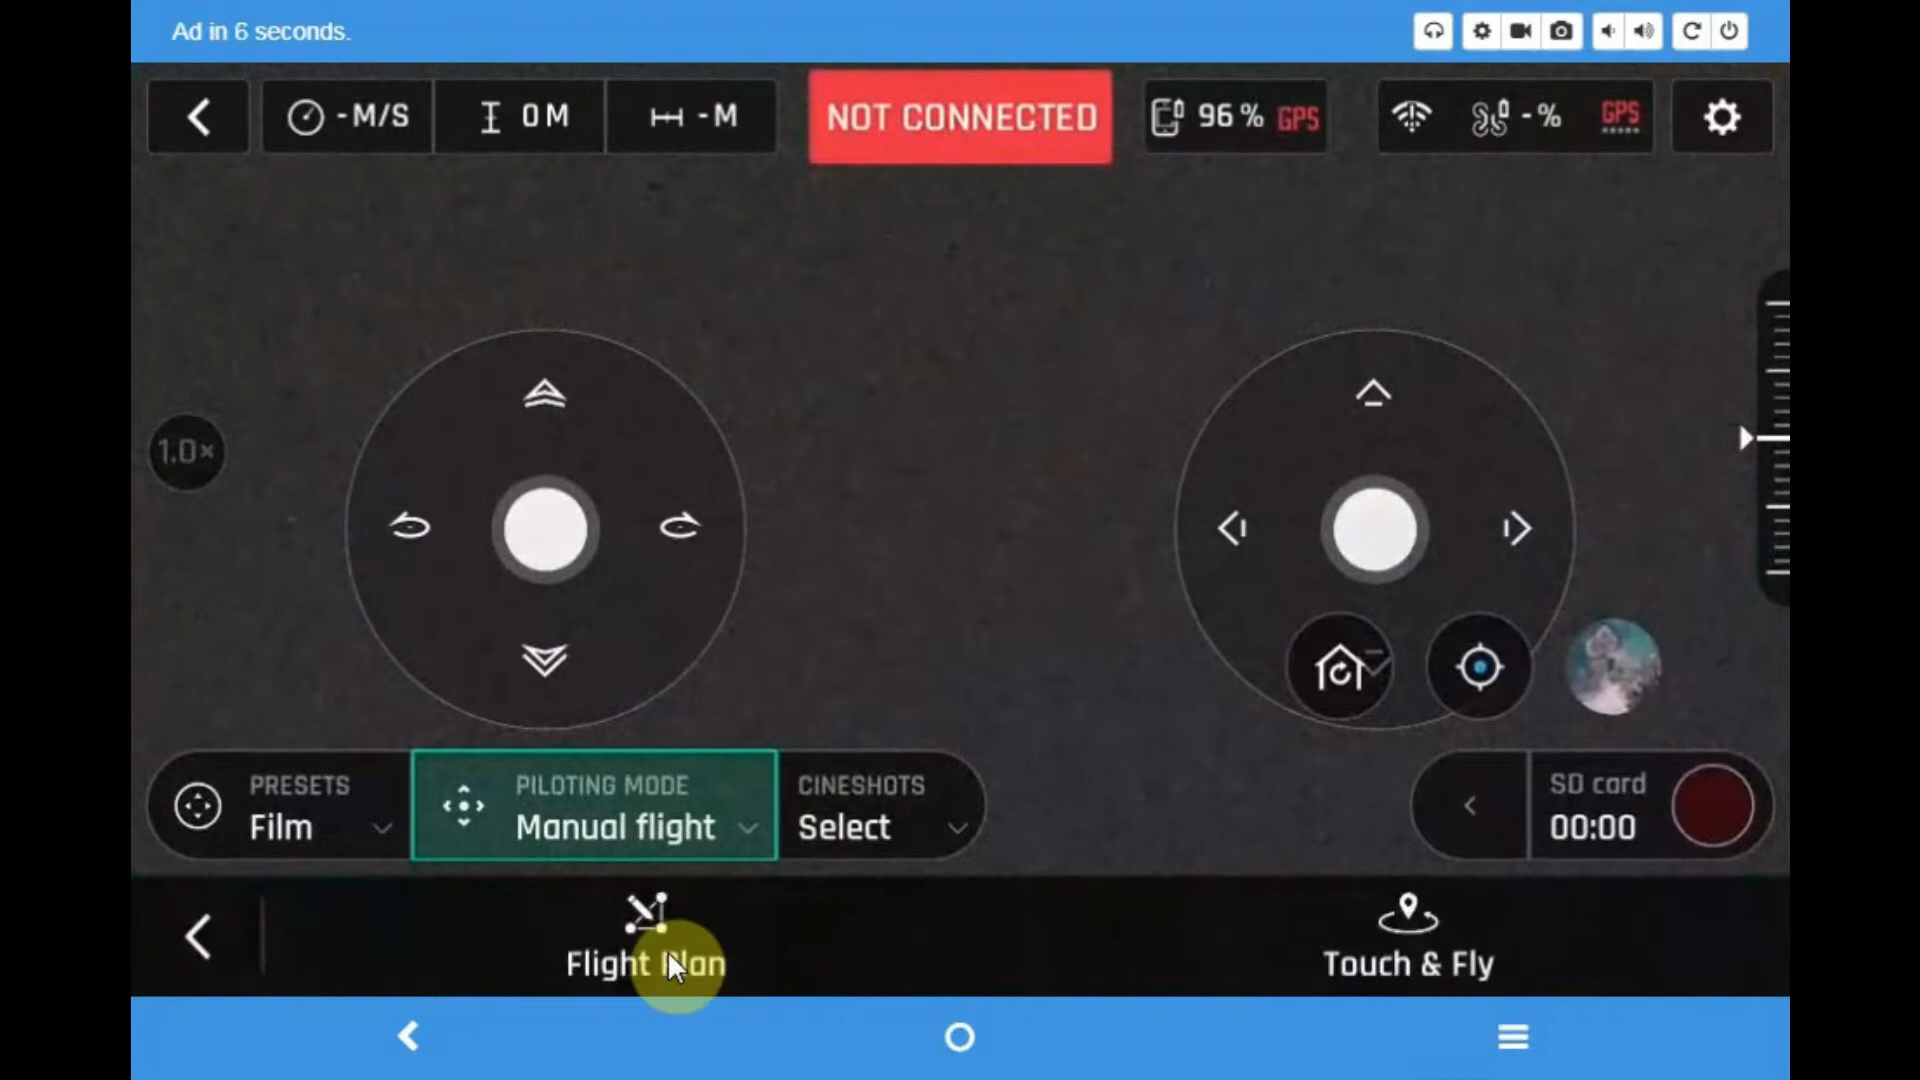 Ad in 6 seconds.
-M/S
0 M
-M
NOT CONNECTED
96 %
GPS
-%
GPS
1.0×
PRESETS
Film
PILOTING MODE
Manual flight
CINESHOTS
Select
SD card
00:00
Flight Plan
Touch & Fly